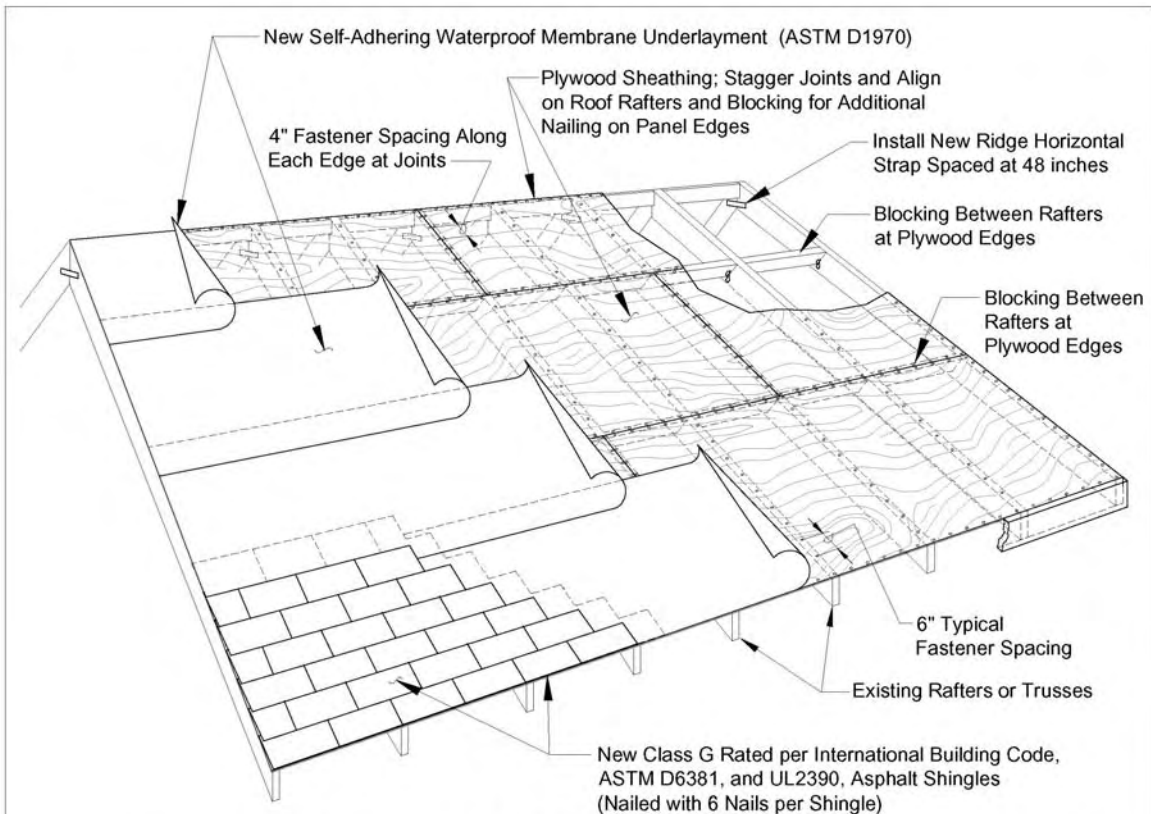 New Self-Adhering Waterproof Membrane Underlayment (ASTM D1970)
Plywood Sheathing; Stagger Joints and Align
on Roof Rafters and Blocking for Additional
Nailing on Panel Edges
4" Fastener Spacing Along
Each Edge at Joints
Install New Ridge Horizontal
Strap Spaced at 48 inches
Blocking Between Rafters
at Plywood Edges
Blocking Between
Rafters at
Plywood Edges
6" Typical
Fastener Spacing
Existing Rafters or Trusses
New Class G Rated per International Building Code,
ASTM D6381, and UL2390, Asphalt Shingles
(Nailed with 6 Nails per Shingle)